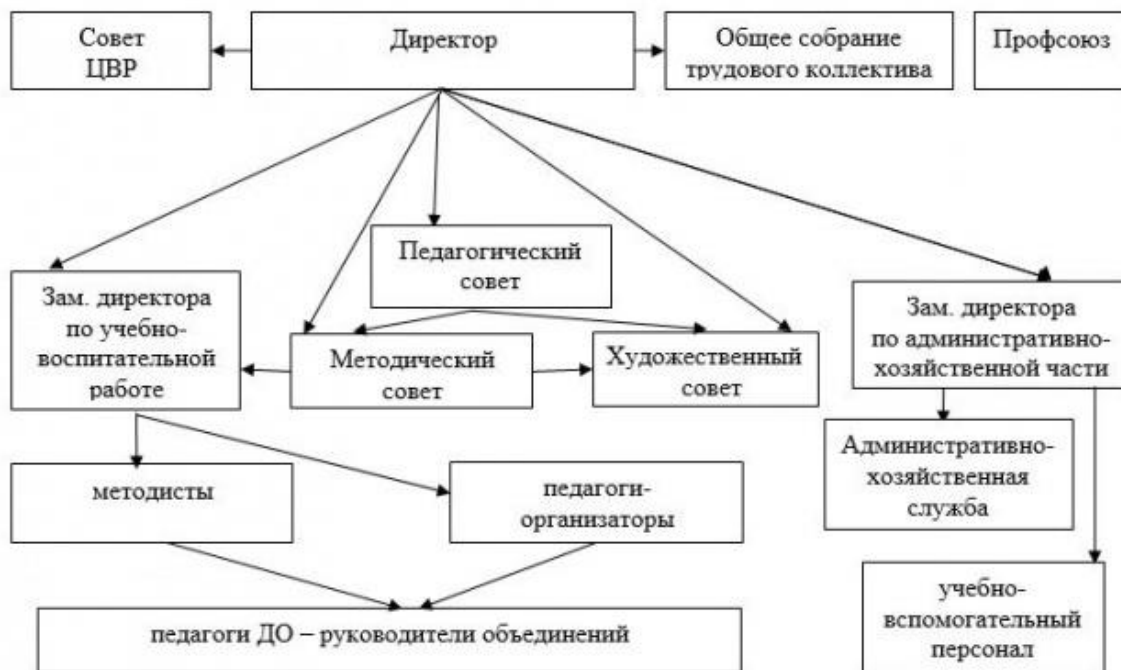 Совет
ЦВР
Директор
Общее собрание
трудового коллектива
Профсоюз
Педагогический
совет
Зам. директора
по учебно-
воспитательной
работе
Методический
совет
Художественный
совет
Зам. директора
по административно-
хозяйственной части
методисты
педагоги-
организаторы
Административно-
хозяйственная
служба
педагоги ДО – руководители объединений
учебно-
вспомогательный
персонал